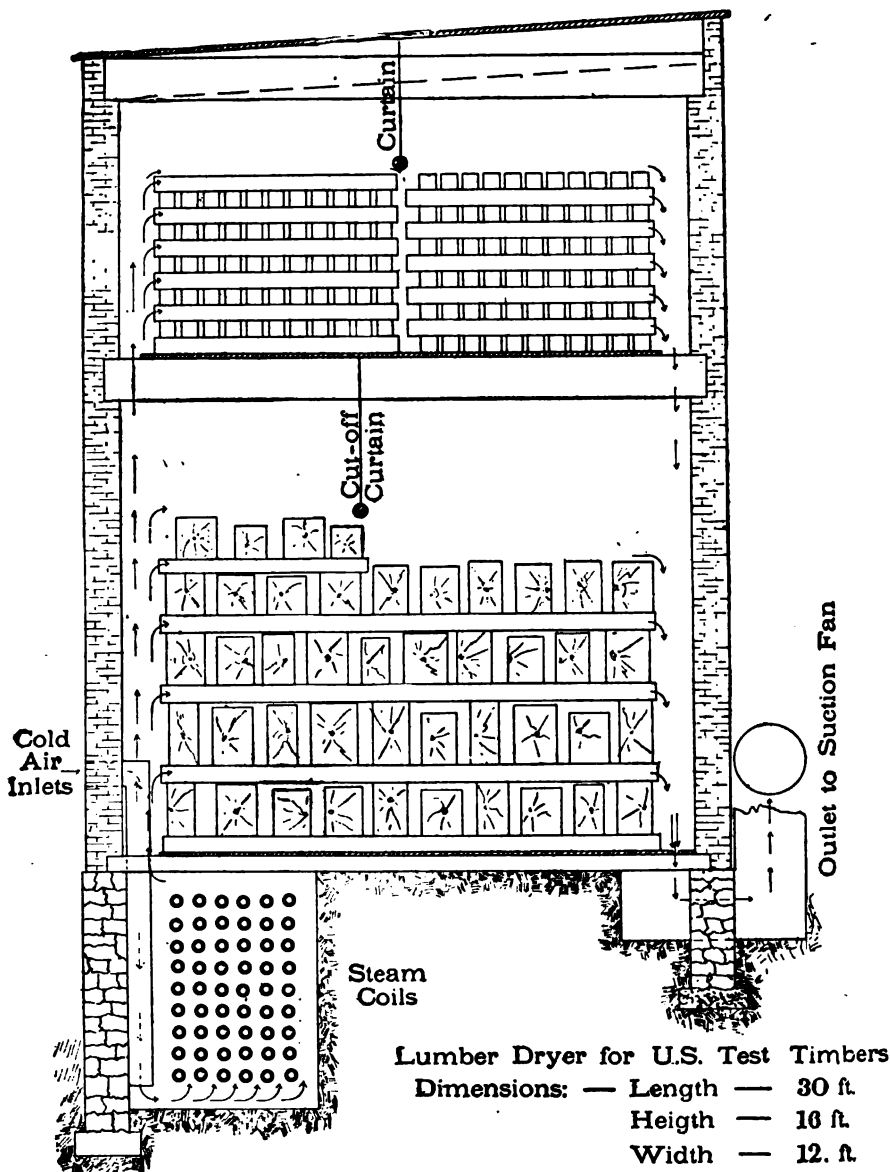 Curtain
Cut-off
Curtain
Cold
Air
Inlets
Outlet to Suction Fan
Steam
Coils
Lumber Dryer for U.S. Test Timbers
Dimensions: — Length — 30 ft.
Heigth — 16 ft.
Width — 12. ft.